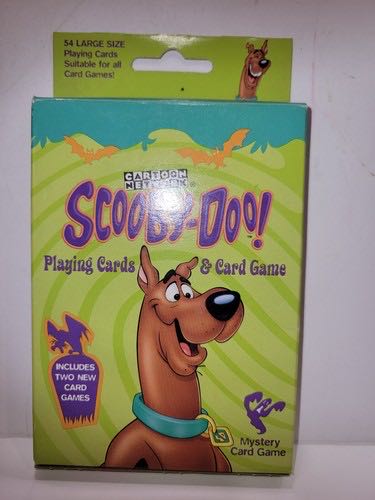 54 LARGE SIZE
Playing Cards
Suitable for all
Card Games!
CARTOON
NETWORK
SCOOBY-DOO!
Playing Cards & Card Game
INCLUDES
TWO NEW
CARD
GAMES
SD
Mystery
Card Game